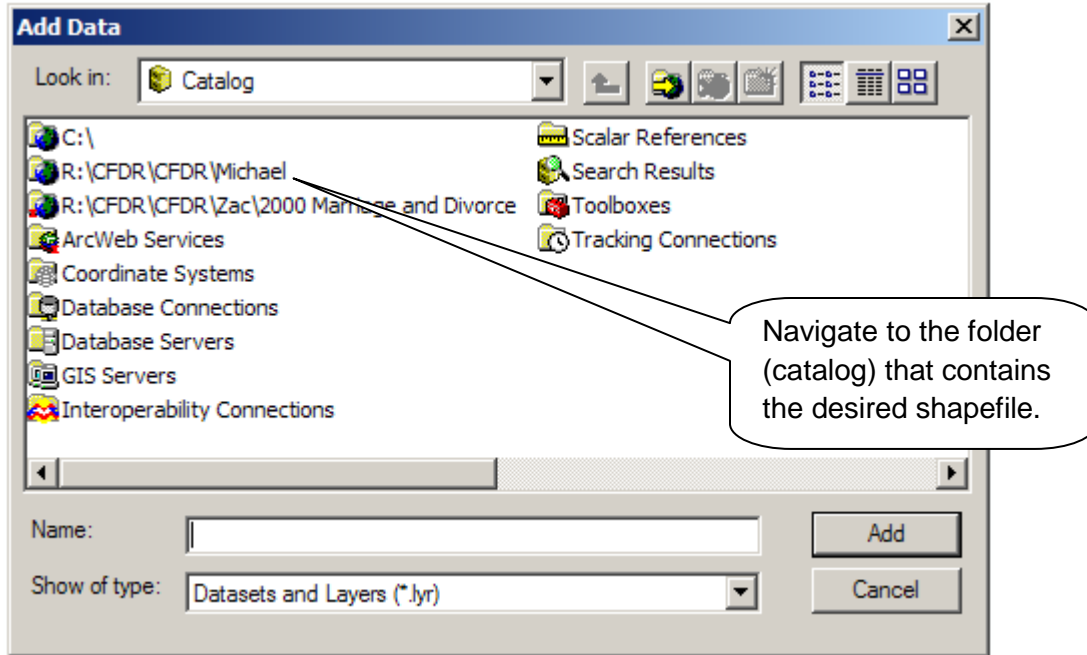 Add Data
Look in: Catalog
C:\
R:\CFDR\CFDR\Michael
R:\CFDR\CFDR\Zac\2000 Marriage and Divorce
ArcWeb Services
Coordinate Systems
Database Connections
Database Servers
GIS Servers
Interoperability Connections
Scalar References
Search Results
Toolboxes
Tracking Connections
Navigate to the folder
(catalog) that contains
the desired shapefile.
Name:
Add
Show of type: Datasets and Layers (*.lyr)
Cancel